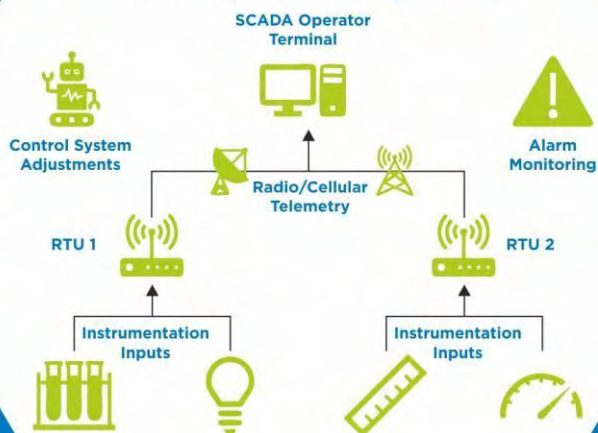 SCADA Operator
Terminal
Control System
Adjustments
Alarm
Monitoring
Radio/Cellular
Telemetry
RTU 1
RTU 2
Instrumentation
Inputs
Instrumentation
Inputs